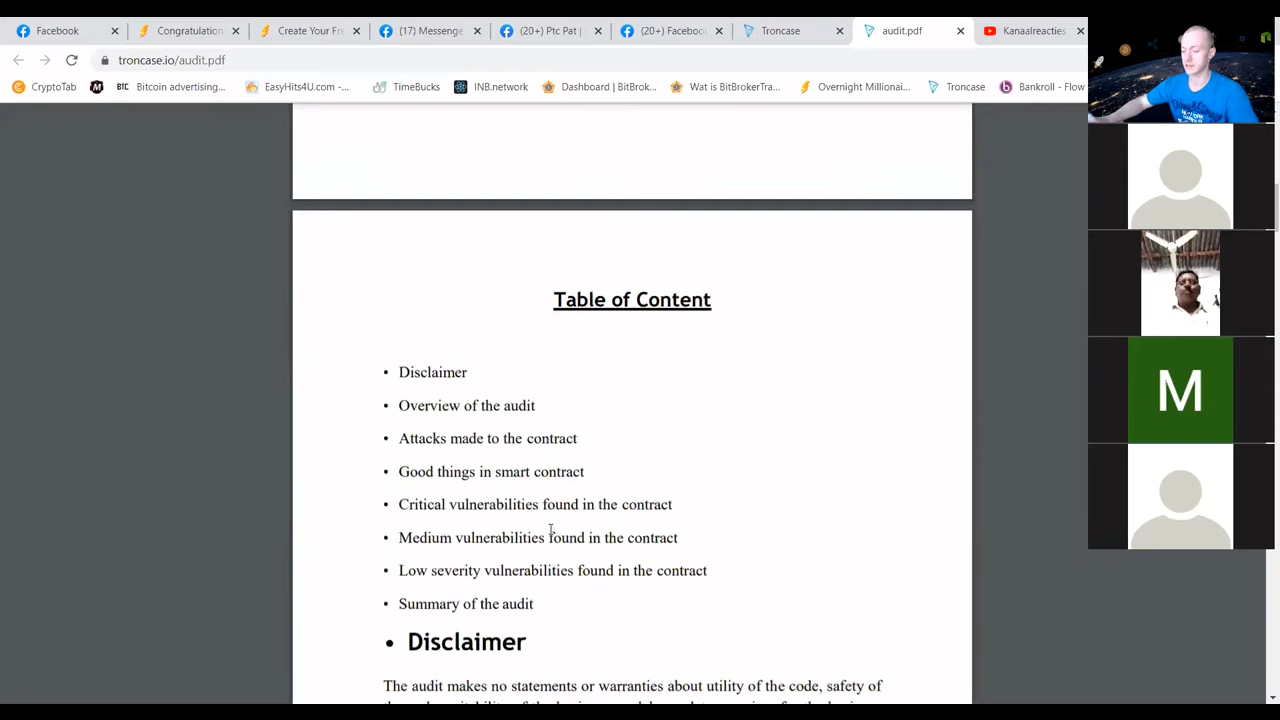 Facebook
Congratulation
Create Your Fre
(17) Messenge
(20+) Ptc Pat |
(20+) Faceboo
Troncase
audit.pdf
Kanaalreacties
troncase.io/audit.pdf
CryptoTab
BTC
Bitcoin advertising...
EasyHits4U.com -...
TimeBucks
INB.network
Dashboard | BitBrok...
Wat is BitBrokerTra...
Overnight Millionai...
Troncase
Bankroll - Flow
Table of Content
• Disclaimer
• Overview of the audit
• Attacks made to the contract
• Good things in smart contract
• Critical vulnerabilities found in the contract
• Medium vulnerabilities found in the contract
• Low severity vulnerabilities found in the contract
• Summary of the audit
• Disclaimer
The audit makes no statements or warranties about utility of the code, safety of
M